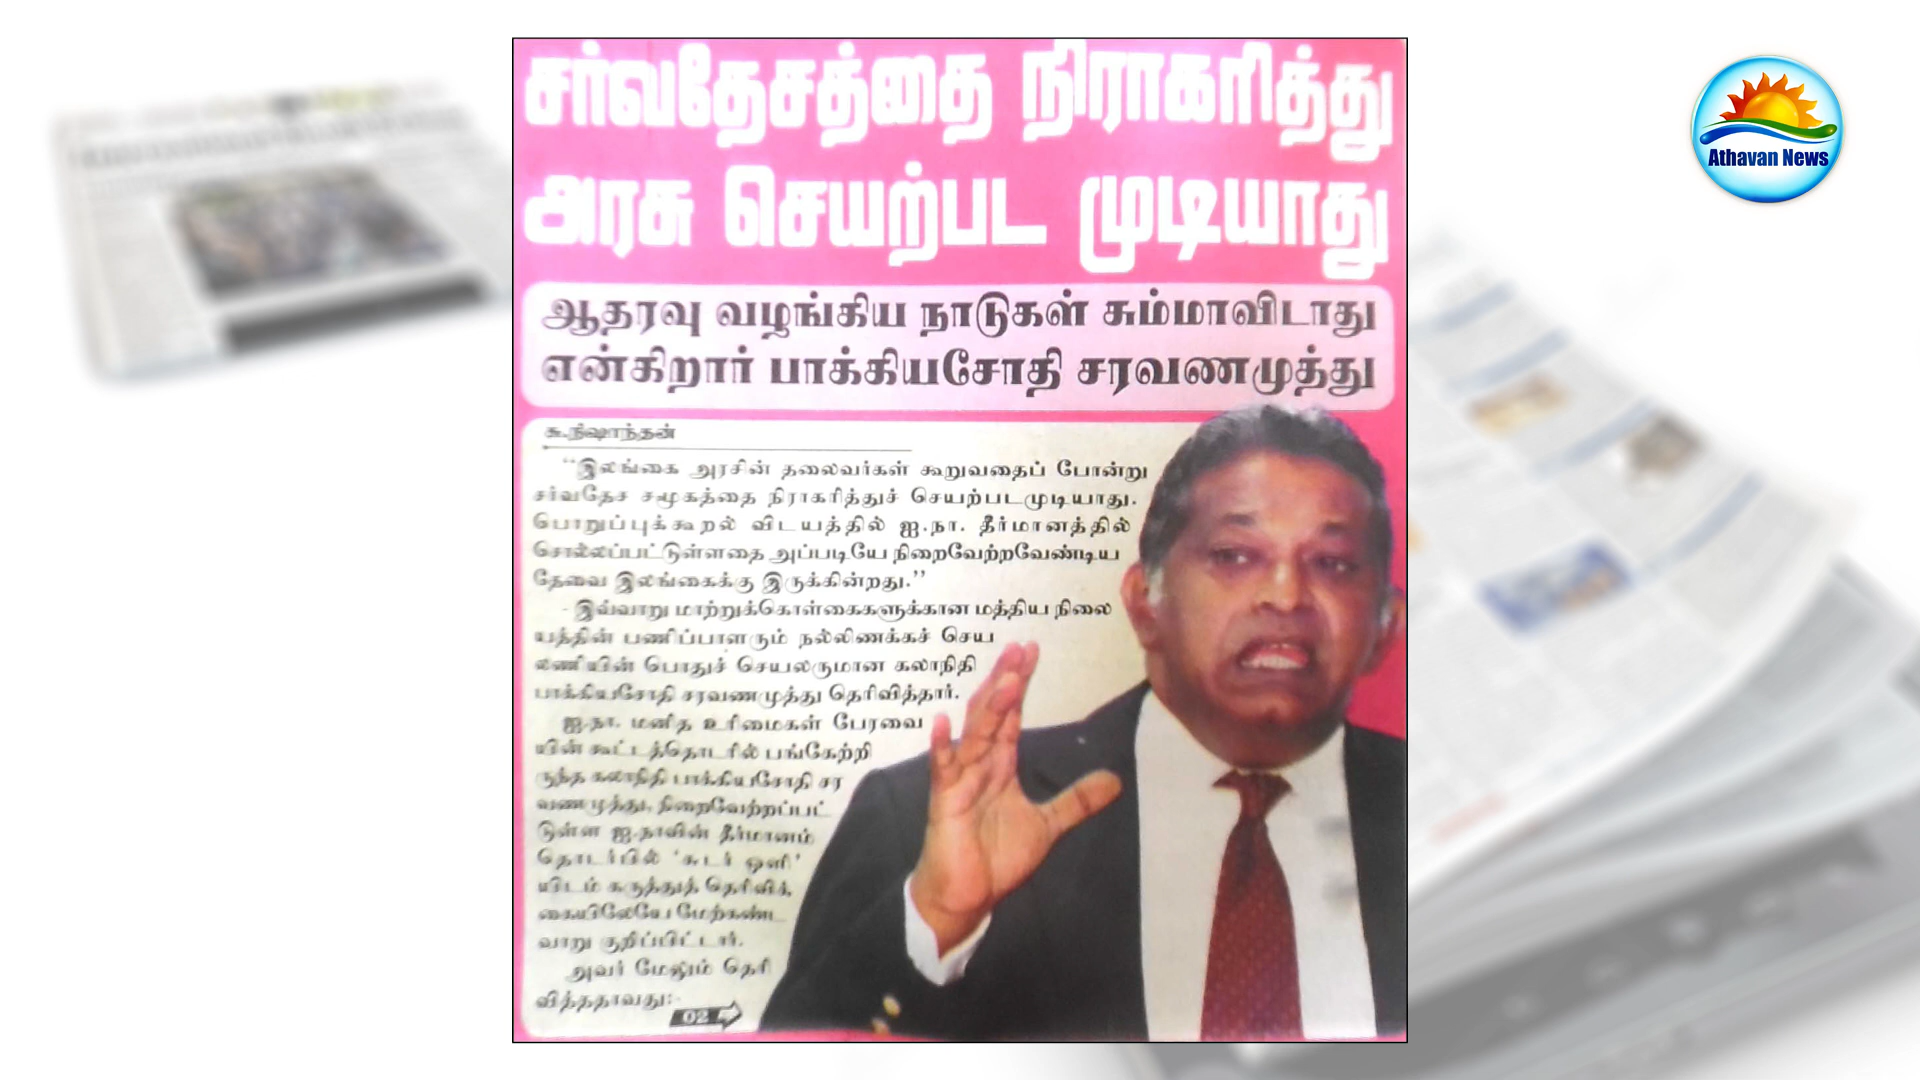 சர்வதேசத்தை நிராகரித்து
அரசு செயற்பட முடியாது
ஆதரவு வழங்கிய நாடுகள் சும்மாவிடாது
என்கிறார் பாக்கியசோதி சரவணமுத்து
சு.நிஷாந்தன்
“இலங்கை அரசின் தலைவர்கள் கூறுவதைப் போன்று
சர்வதேச சமூகத்தை நிராகரித்துச் செயற்படமுடியாது.
பொறுப்புக்கூறல் விடயத்தில் ஐ.நா. தீர்மானத்தில்
சொல்லப்பட்டுள்ளதை அப்படியே நிறைவேற்றவேண்டிய
தேவை இலங்கைக்கு இருக்கின்றது.”
- இவ்வாறு மாற்றுக்கொள்கைகளுக்கான மத்திய நிலை
யத்தின் பணிப்பாளரும் நல்லிணக்கச் செய
லணியின் பொதுச் செயலருமான கலாநிதி
பாக்கியசோதி சரவணமுத்து தெரிவித்தார்.
ஐ.நா. மனித உரிமைகள் பேரவை
யின் கூட்டத்தொடரில் பங்கேற்றி
ருந்த கலாநிதி பாக்கியசோதி சர
வணமுத்து, நிறைவேற்றப்பட்
டுள்ள ஐ.நாவின் தீர்மானம்
தொடர்பில் ‘சுடர் ஒளி’
யிடம் கருத்துத் தெரிவிக்
கையிலேயே மேற்கண்ட
வாறு குறிப்பிட்டார்.
அவர் மேலும் தெரி
வித்ததாவது:-
02
Athavan News